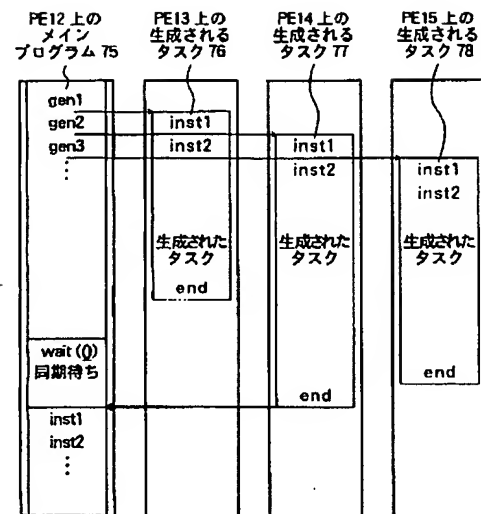 PE12 上の
メイン
プログラム 75
PE13 上の
生成される
タスク 76
PE14 上の
生成される
タスク 77
PE15 上の
生成される
タスク 78
gen1
gen2
gen3
⋮
wait (())
同期待ち
inst1
inst2
⋮
inst1
inst2
生成された
タスク
end
inst1
inst2
生成された
タスク
end
inst1
inst2
生成された
タスク
end